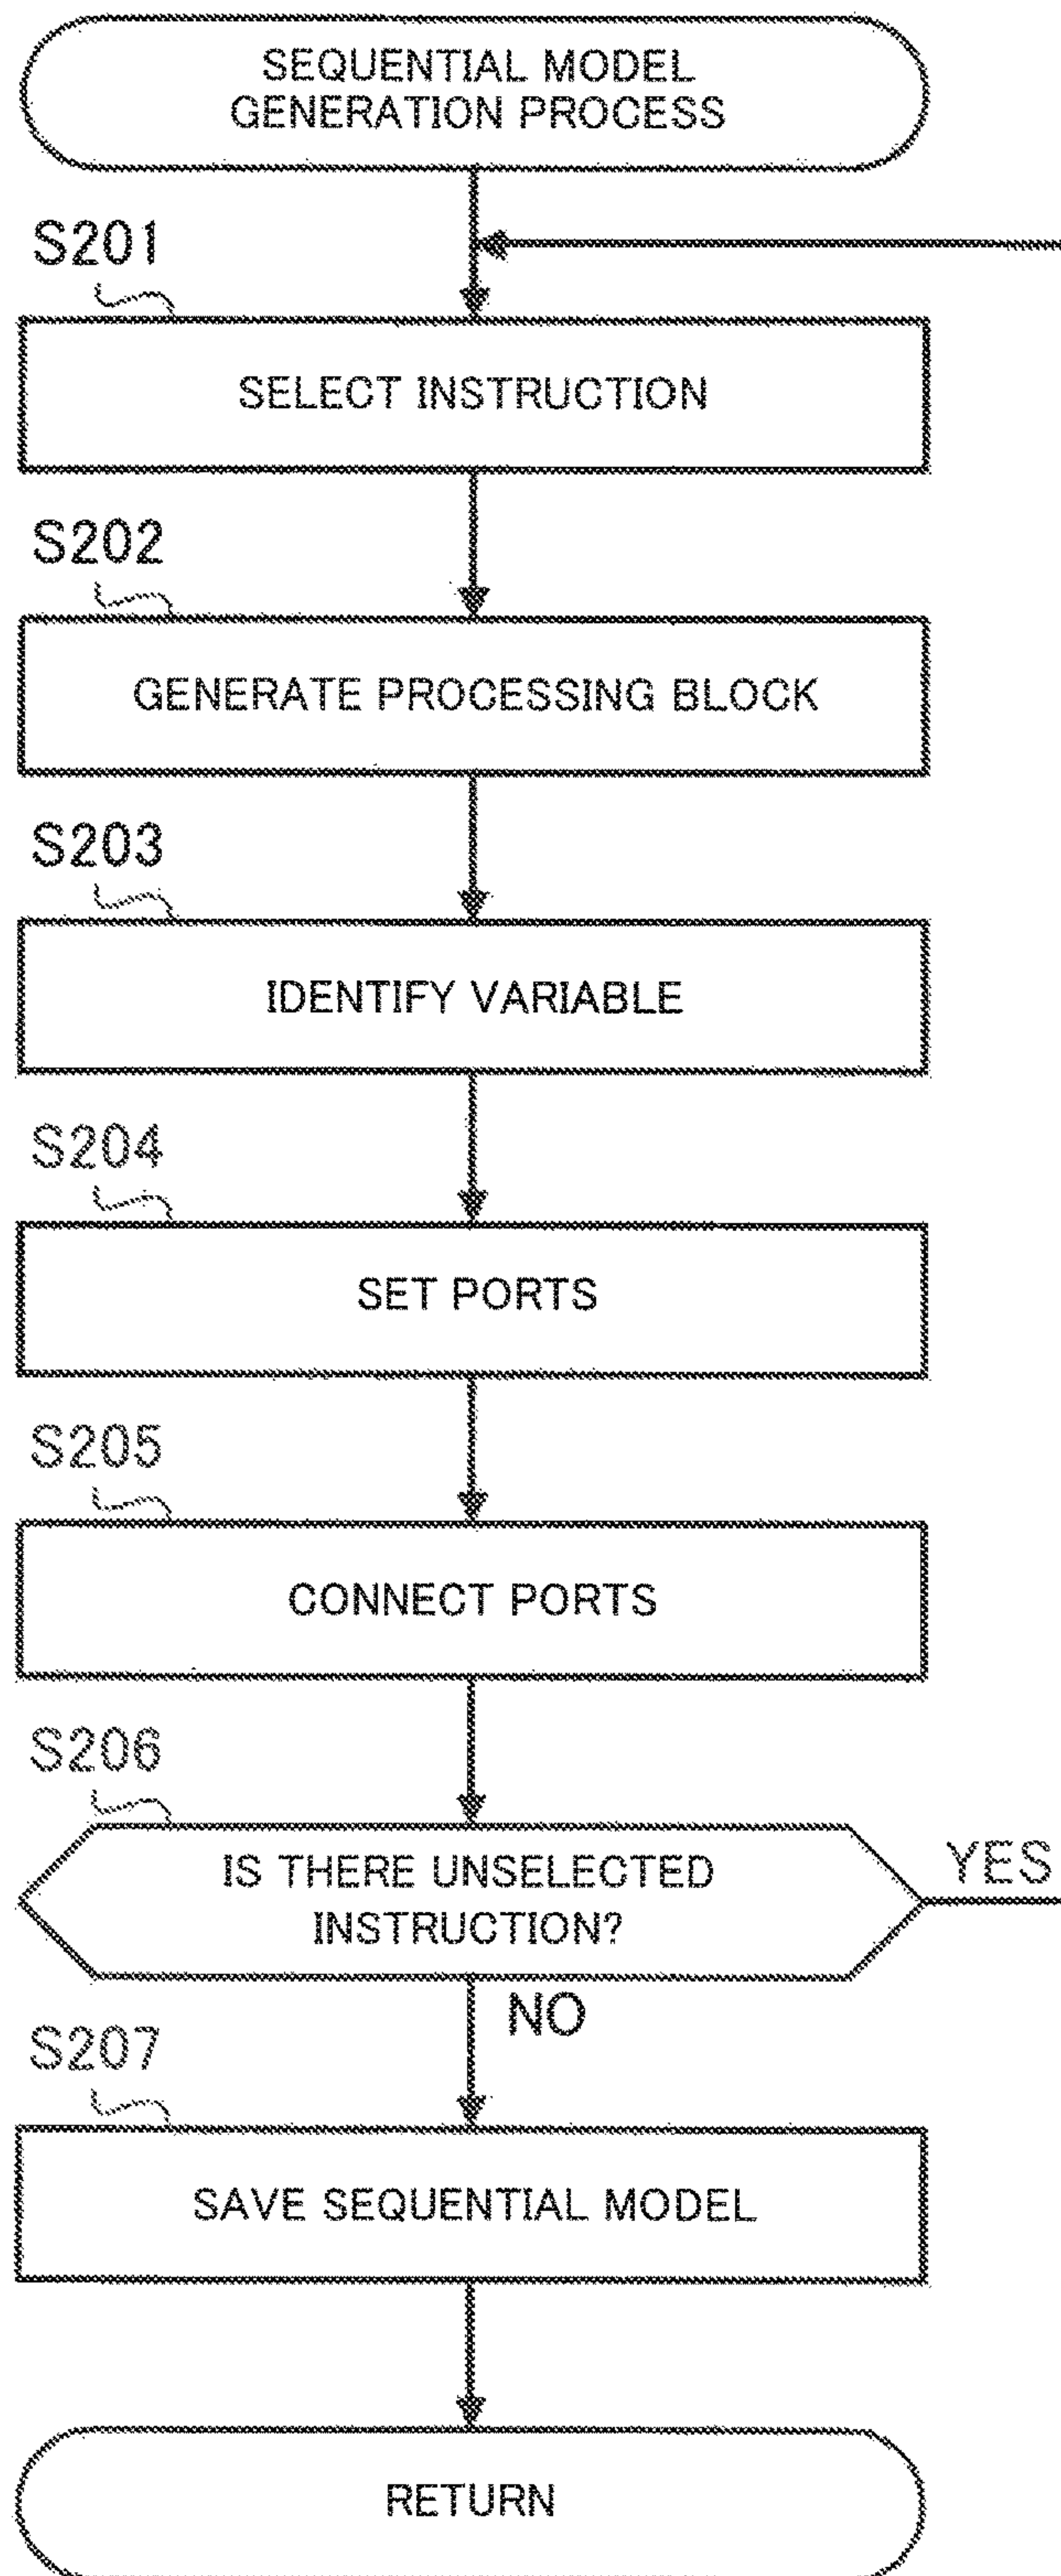 SEQUENTIAL MODEL
GENERATION PROCESS
S201
SELECT INSTRUCTION
S202
GENERATE PROCESSING BLOCK
S203
IDENTIFY VARIABLE
S204
SET PORTS
S205
CONNECT PORTS
S206
IS THERE UNSELECTED
INSTRUCTION?
YES
NO
S207
SAVE SEQUENTIAL MODEL
RETURN